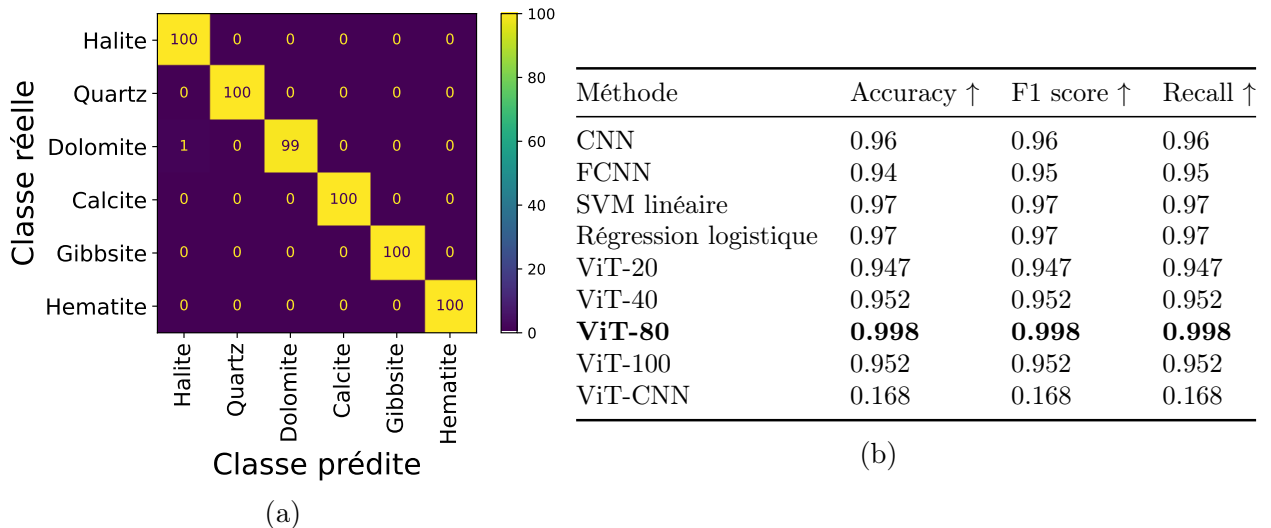 Classe réelle
Halite 100 0 0 0 0 0
Quartz 0 100 0 0 0 0
Dolomite 1 0 99 0 0 0
Calcite 0 0 0 100 0 0
Gibbsite 0 0 0 0 100 0
Hematite 0 0 0 0 0 100
Halite Quartz Dolomite Calcite Gibbsite Hematite
Classe prédite
100
80
60
40
20
0
(a)
Méthode Accuracy ↑ F1 score ↑ Recall ↑
CNN 0.96 0.96 0.96
FCNN 0.94 0.95 0.95
SVM linéaire 0.97 0.97 0.97
Régression logistique 0.97 0.97 0.97
ViT-20 0.947 0.947 0.947
ViT-40 0.952 0.952 0.952
ViT-80 0.998 0.998 0.998
ViT-100 0.952 0.952 0.952
ViT-CNN 0.168 0.168 0.168
(b)